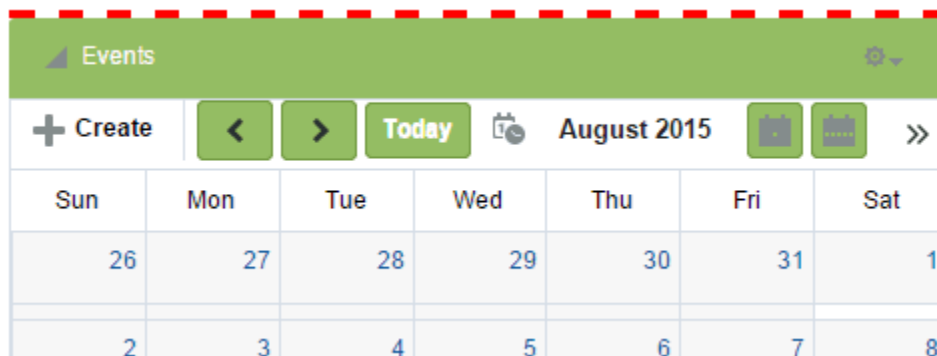 Events
Create Today August 2015
Sun Mon Tue Wed Thu Fri Sat
26 27 28 29 30 31 1
2 3 4 5 6 7 8